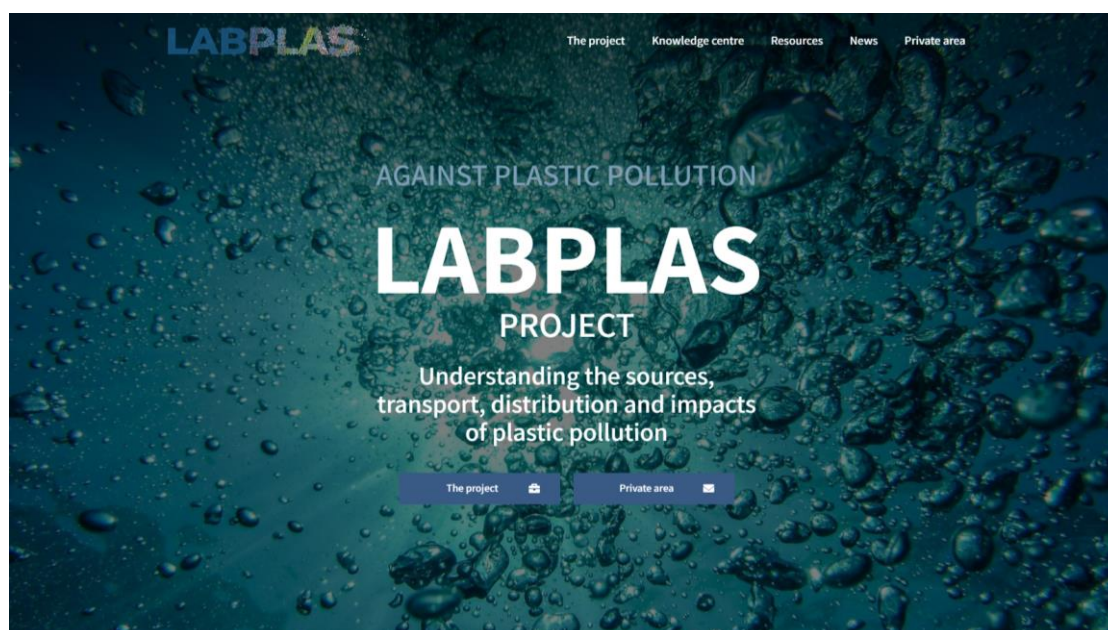 LABPLAS
The project Knowledge centre Resources News Private area
AGAINST PLASTIC POLLUTION
LABPLAS
PROJECT
Understanding the sources,
transport, distribution and impacts
of plastic pollution
The project Private area